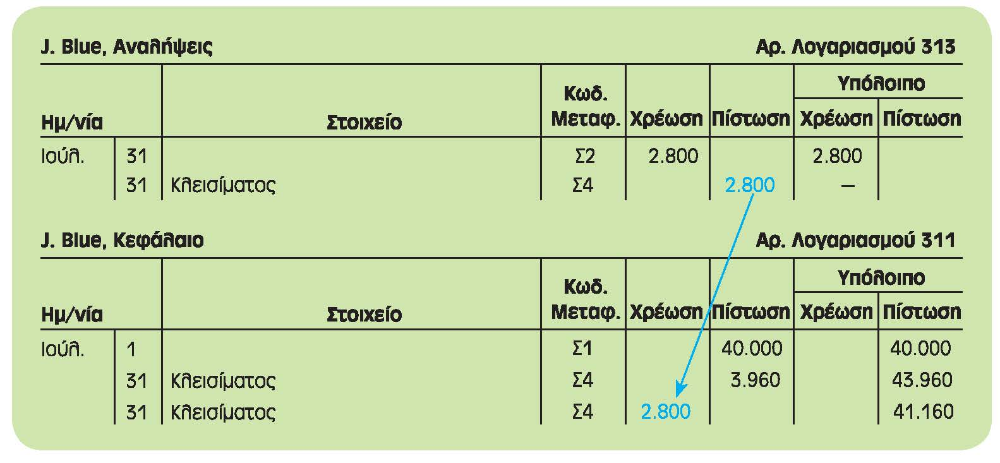 J. Blue, Αναλήψεις Αρ. Λογαριασμού 313
Υπόλοιπο
Κωδ.
Ημ/νία Στοιχείο Μεταφ. Χρέωση Πίστωση Χρέωση Πίστωση
Ιούλ. 31 Σ2 2.800 2.800
31 Κλεισίματος Σ4 2.800 –
J. Blue, Κεφάλαιο Αρ. Λογαριασμού 311
Υπόλοιπο
Κωδ.
Ημ/νία Στοιχείο Μεταφ. Χρέωση Πίστωση Χρέωση Πίστωση
Ιούλ. 1 Σ1 40.000 40.000
31 Κλεισίματος Σ4 3.960 43.960
31 Κλεισίματος Σ4 2.800 41.160